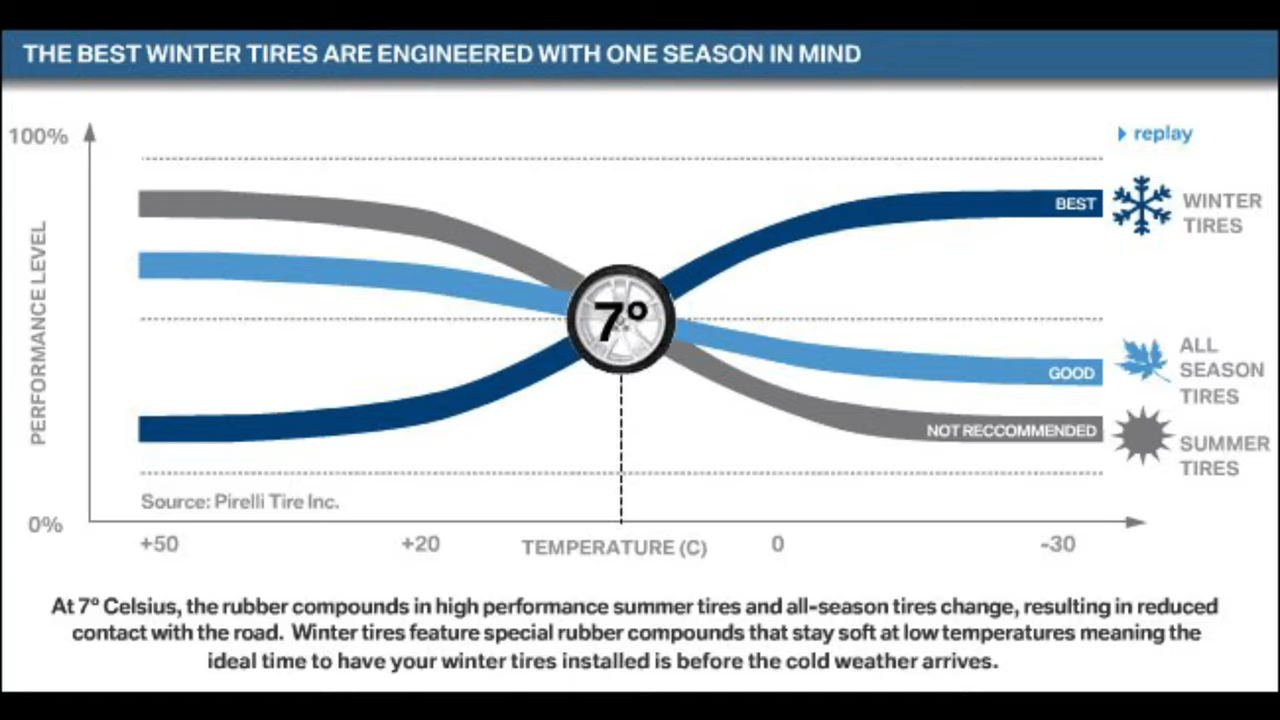 THE BEST WINTER TIRES ARE ENGINEERED WITH ONE SEASON IN MIND
100%
replay
BEST
WINTER
TIRES
PERFORMANCE LEVEL
7º
ALL
SEASON
TIRES
GOOD
NOT RECCOMMENDED
SUMMER
TIRES
Source: Pirelli Tire Inc.
0%
+50 +20 TEMPERATURE (C) 0 -30
At 7º Celsius, the rubber compounds in high performance summer tires and all-season tires change, resulting in reduced
contact with the road. Winter tires feature special rubber compounds that stay soft at low temperatures meaning the
ideal time to have your winter tires installed is before the cold weather arrives.